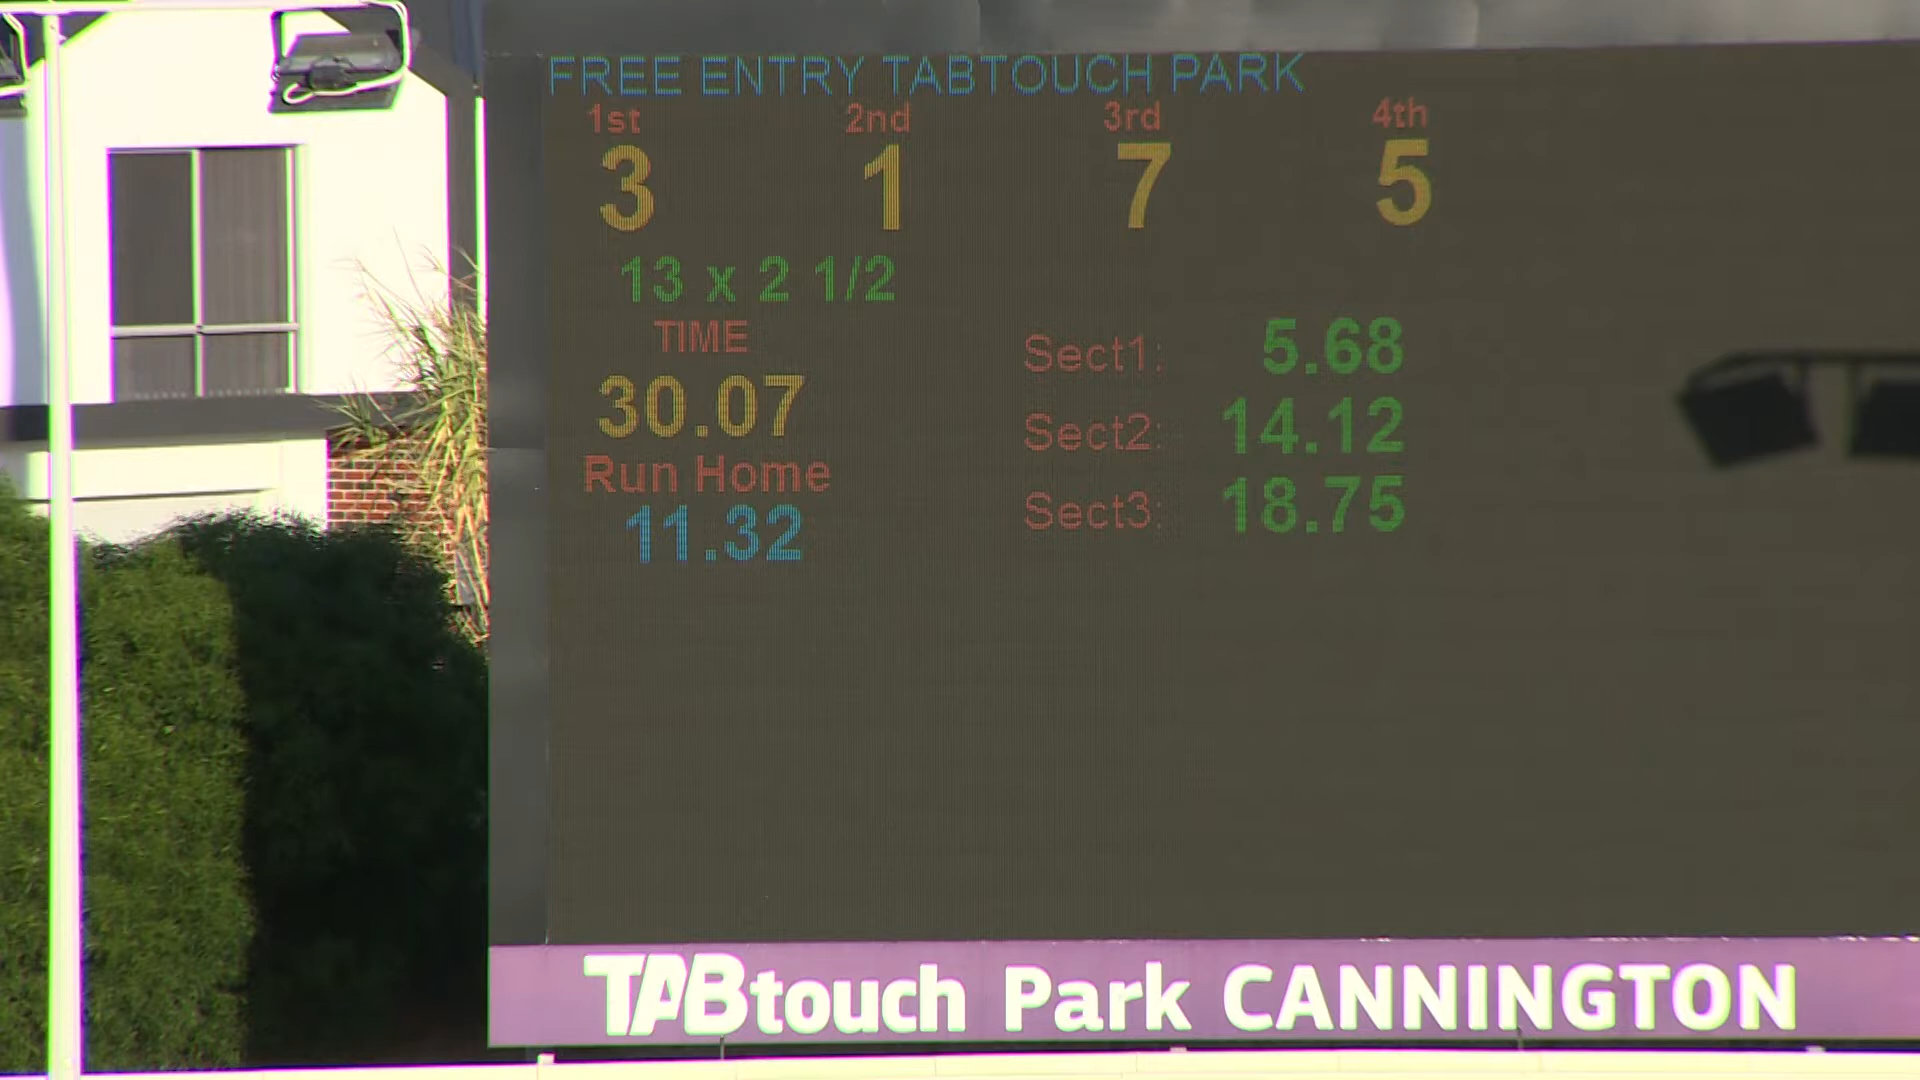 FREE ENTRY TABTOUCH PARK
1st 2nd 3rd 4th
3 1 7 5
13 x 2 1/2
TIME
30.07
Run Home
11.32
Sect1: 5.68
Sect2: 14.12
Sect3: 18.75
TABtouch Park CANNINGTON